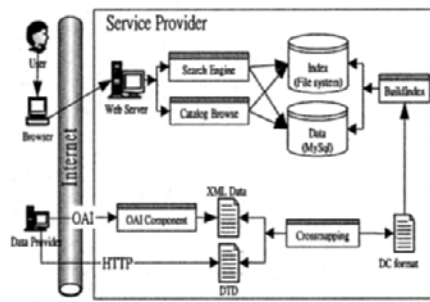 Service Provider
User
Browser
Internet
Web Server
Search Engine
Catalog Browse
Index
(File system)
Data
(MySql)
BuildIndex
Data Provider
OAI
OAI Component
XML Data
Crossmapping
DC format
HTTP
DTD